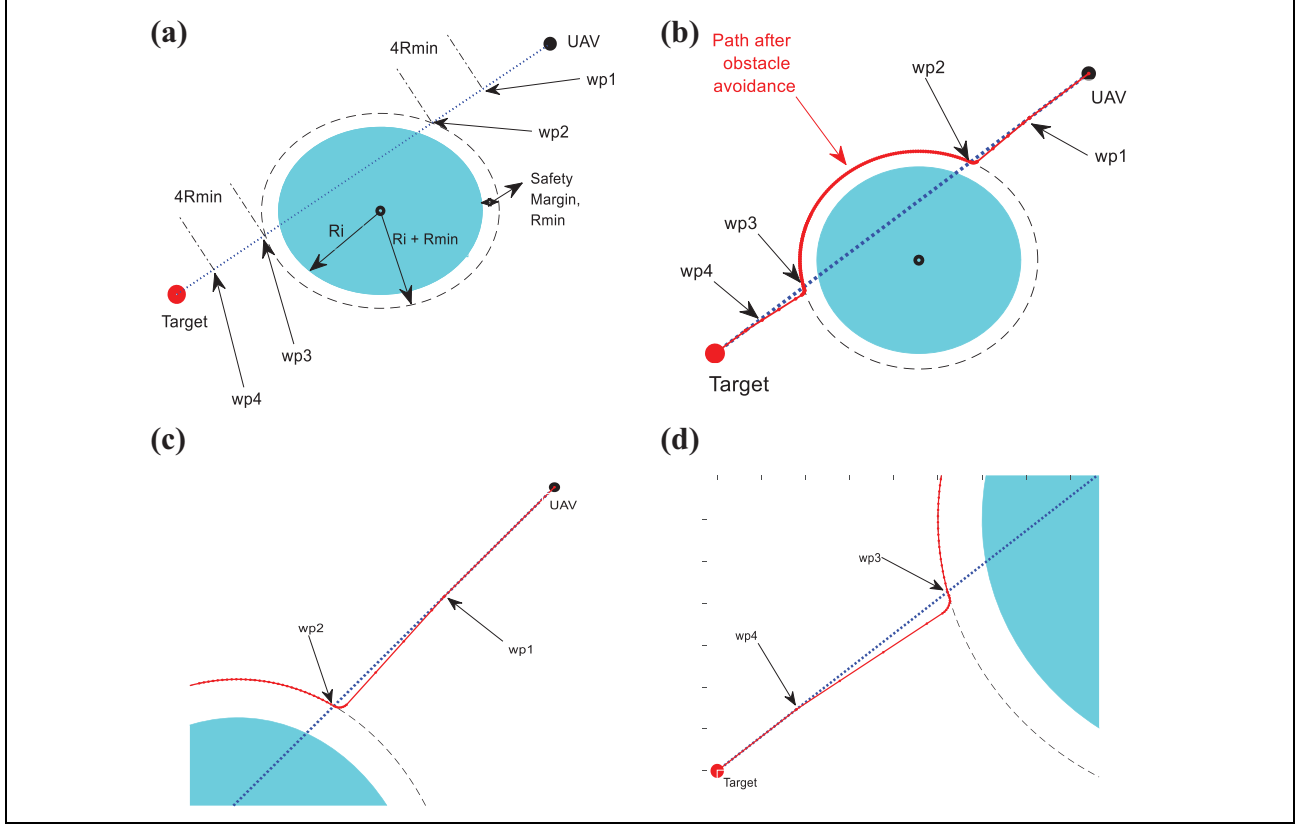 (a)
4Rmin
UAV
wp1
wp2
4Rmin
Safety
Margin,
Rmin
Ri
Ri + Rmin
Target
wp3
wp4
(b)
Path after
obstacle
avoidance
wp2
UAV
wp1
wp3
wp4
Target
(c)
UAV
wp2
wp1
(d)
wp3
wp4
Target